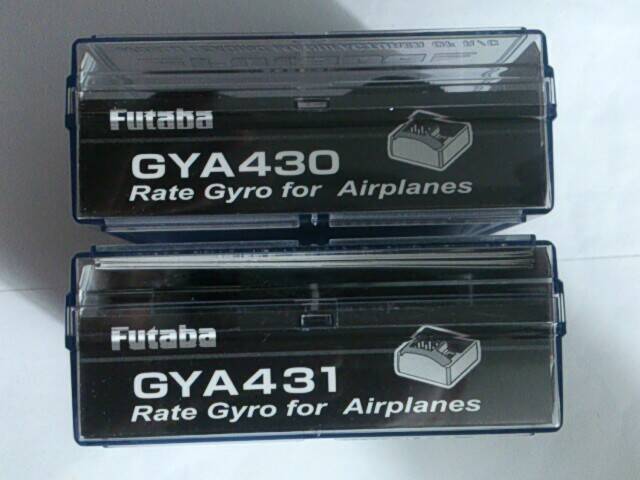 Futaba
GYA430
Rate Gyro for Airplanes
Futaba
GYA431
Rate Gyro for Airplanes